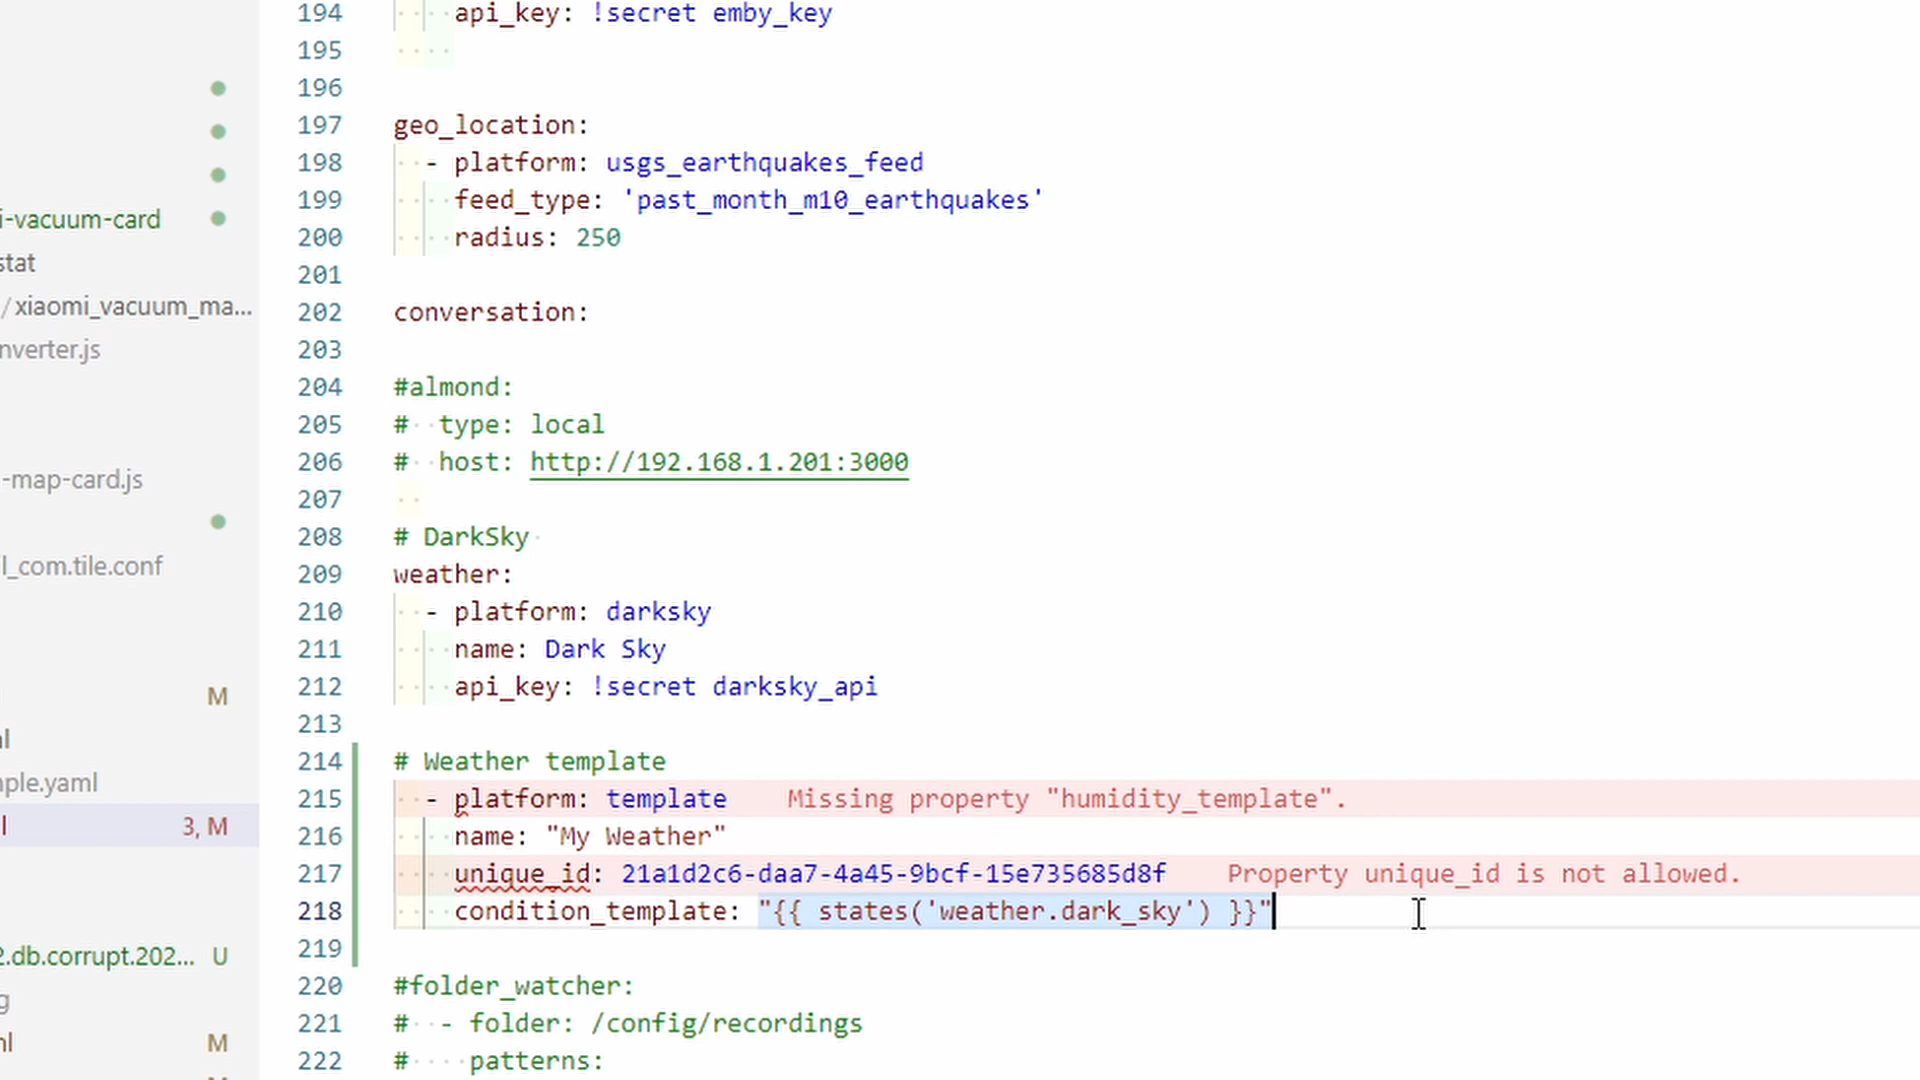 i-vacuum-card
stat
/xiaomi_vacuum_ma...
nverter.js
-map-card.js
l_com.tile.conf
M
nple.yaml
3, M
2.db.corrupt.202... U
g
M
194 api_key: !secret emby_key
195
196
197 geo_location:
198 - platform: usgs_earthquakes_feed
199 feed_type: 'past_month_m10_earthquakes'
200 radius: 250
201
202 conversation:
203
204 #almond:
205 # type: local
206 # host: http://192.168.1.201:3000
207
208 # DarkSky
209 weather:
210 - platform: darksky
211 name: Dark Sky
212 api_key: !secret darksky_api
213
214 # Weather template
215 - platform: template Missing property "humidity_template".
216 name: "My Weather"
217 unique_id: 21a1d2c6-daa7-4a45-9bcf-15e735685d8f Property unique_id is not allowed.
218 condition_template: "{{ states('weather.dark_sky') }}"
219
220 #folder_watcher:
221 # - folder: /config/recordings
222 # patterns: